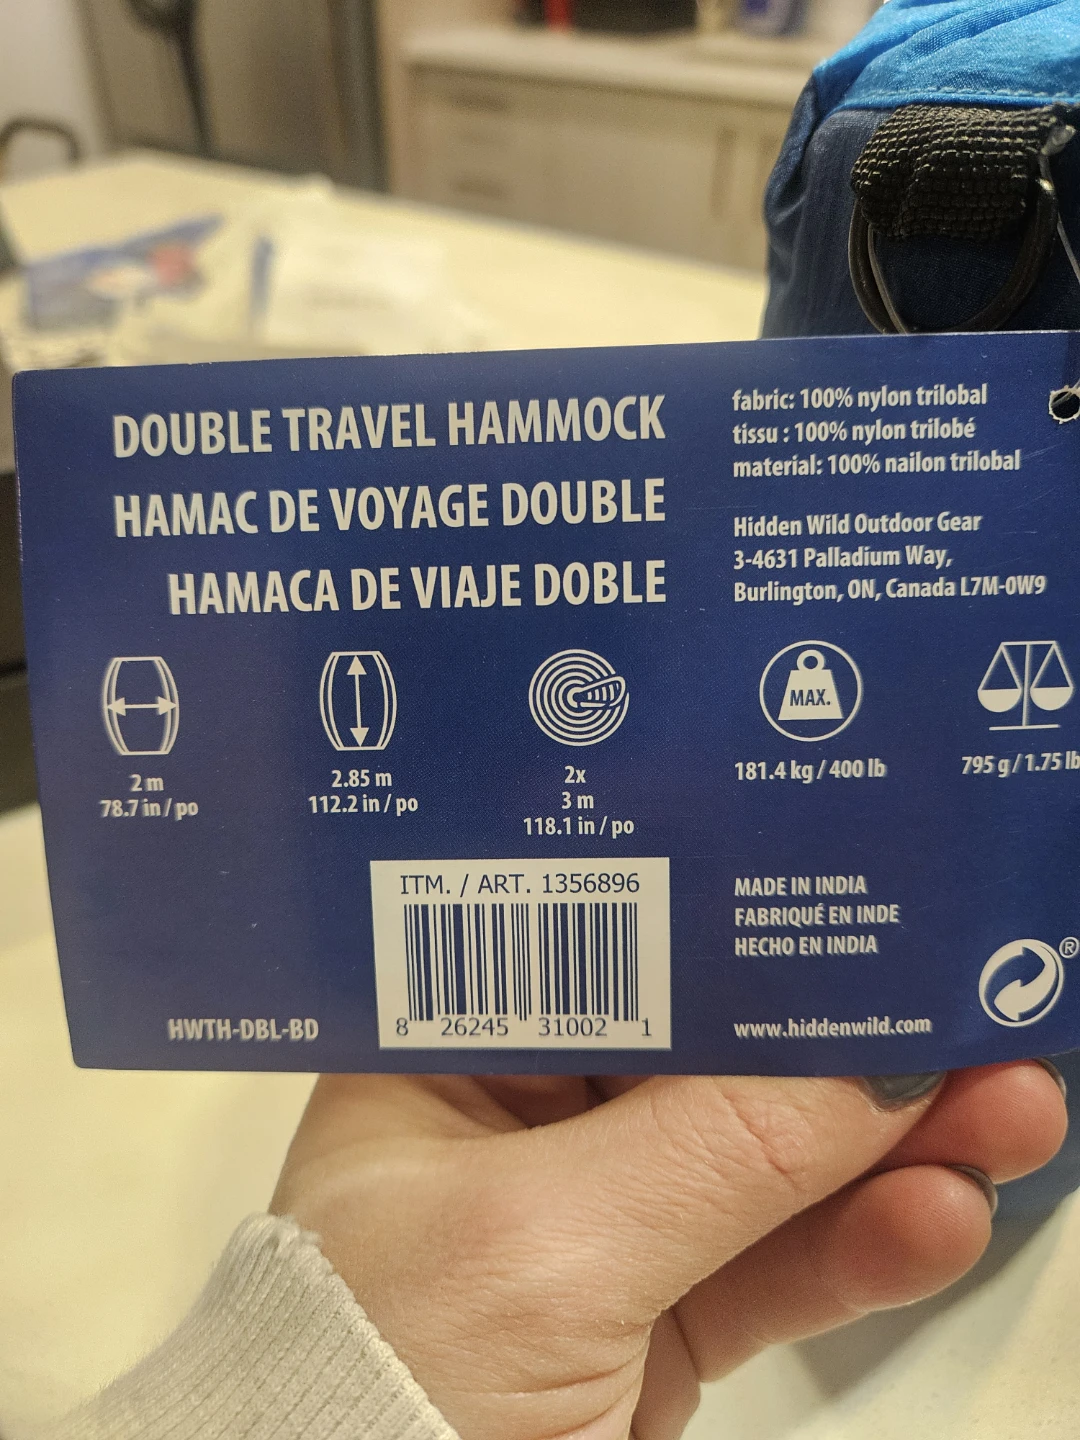 DOUBLE TRAVEL HAMMOCK
HAMAC DE VOYAGE DOUBLE
HAMACA DE VIAJE DOBLE
fabric: 100% nylon trilobal
tissu : 100% nylon trilobé
material: 100% nailon trilobal
Hidden Wild Outdoor Gear
3-4631 Palladium Way,
Burlington, ON, Canada L7M-0W9
2 m
78.7 in / po
2.85 m
112.2 in / po
2x
3 m
118.1 in / po
MAX.
181.4 kg / 400 lb
795 g / 1.75 lb
ITM. / ART. 1356896
8 26245 31002 1
HWTH-DBL-BD
MADE IN INDIA
FABRIQUÉ EN INDE
HECHO EN INDIA
®
www.hiddenwild.com